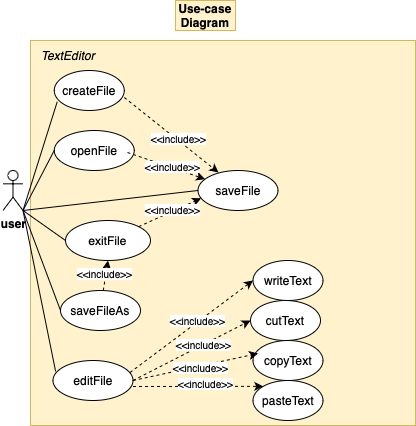 Use-case
Diagram
TextEditor
createFile
<<include>>
openFile
<<include>>
saveFile
user
<<include>>
exitFile
<<include>>
saveFileAs
writeText
<<include>>
cutText
<<include>>
copyText
<<include>>
editFile
<<include>>
pasteText